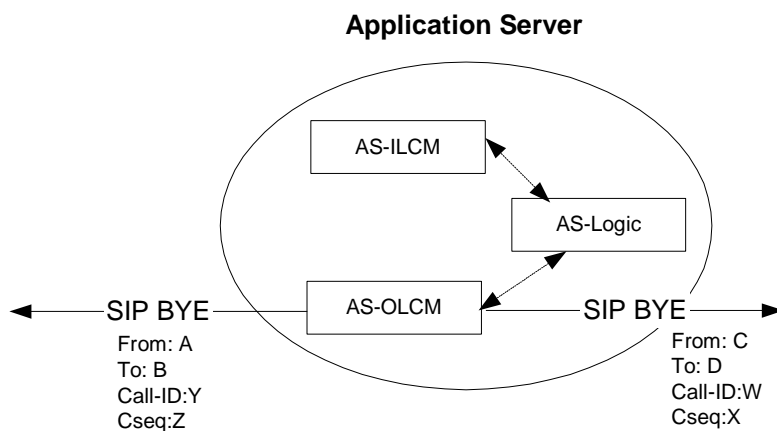 Application Server
AS-ILCM
AS-Logic
AS-OLCM
SIP BYE
From: A
To: B
Call-ID:Y
Cseq:Z
SIP BYE
From: C
To: D
Call-ID:W
Cseq:X